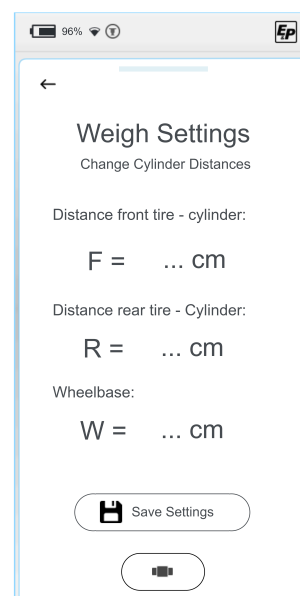 96%
EP
Weigh Settings
Change Cylinder Distances
Distance front tire - cylinder:
F = ... cm
Distance rear tire - Cylinder:
R = ... cm
Wheelbase:
W = ... cm
Save Settings